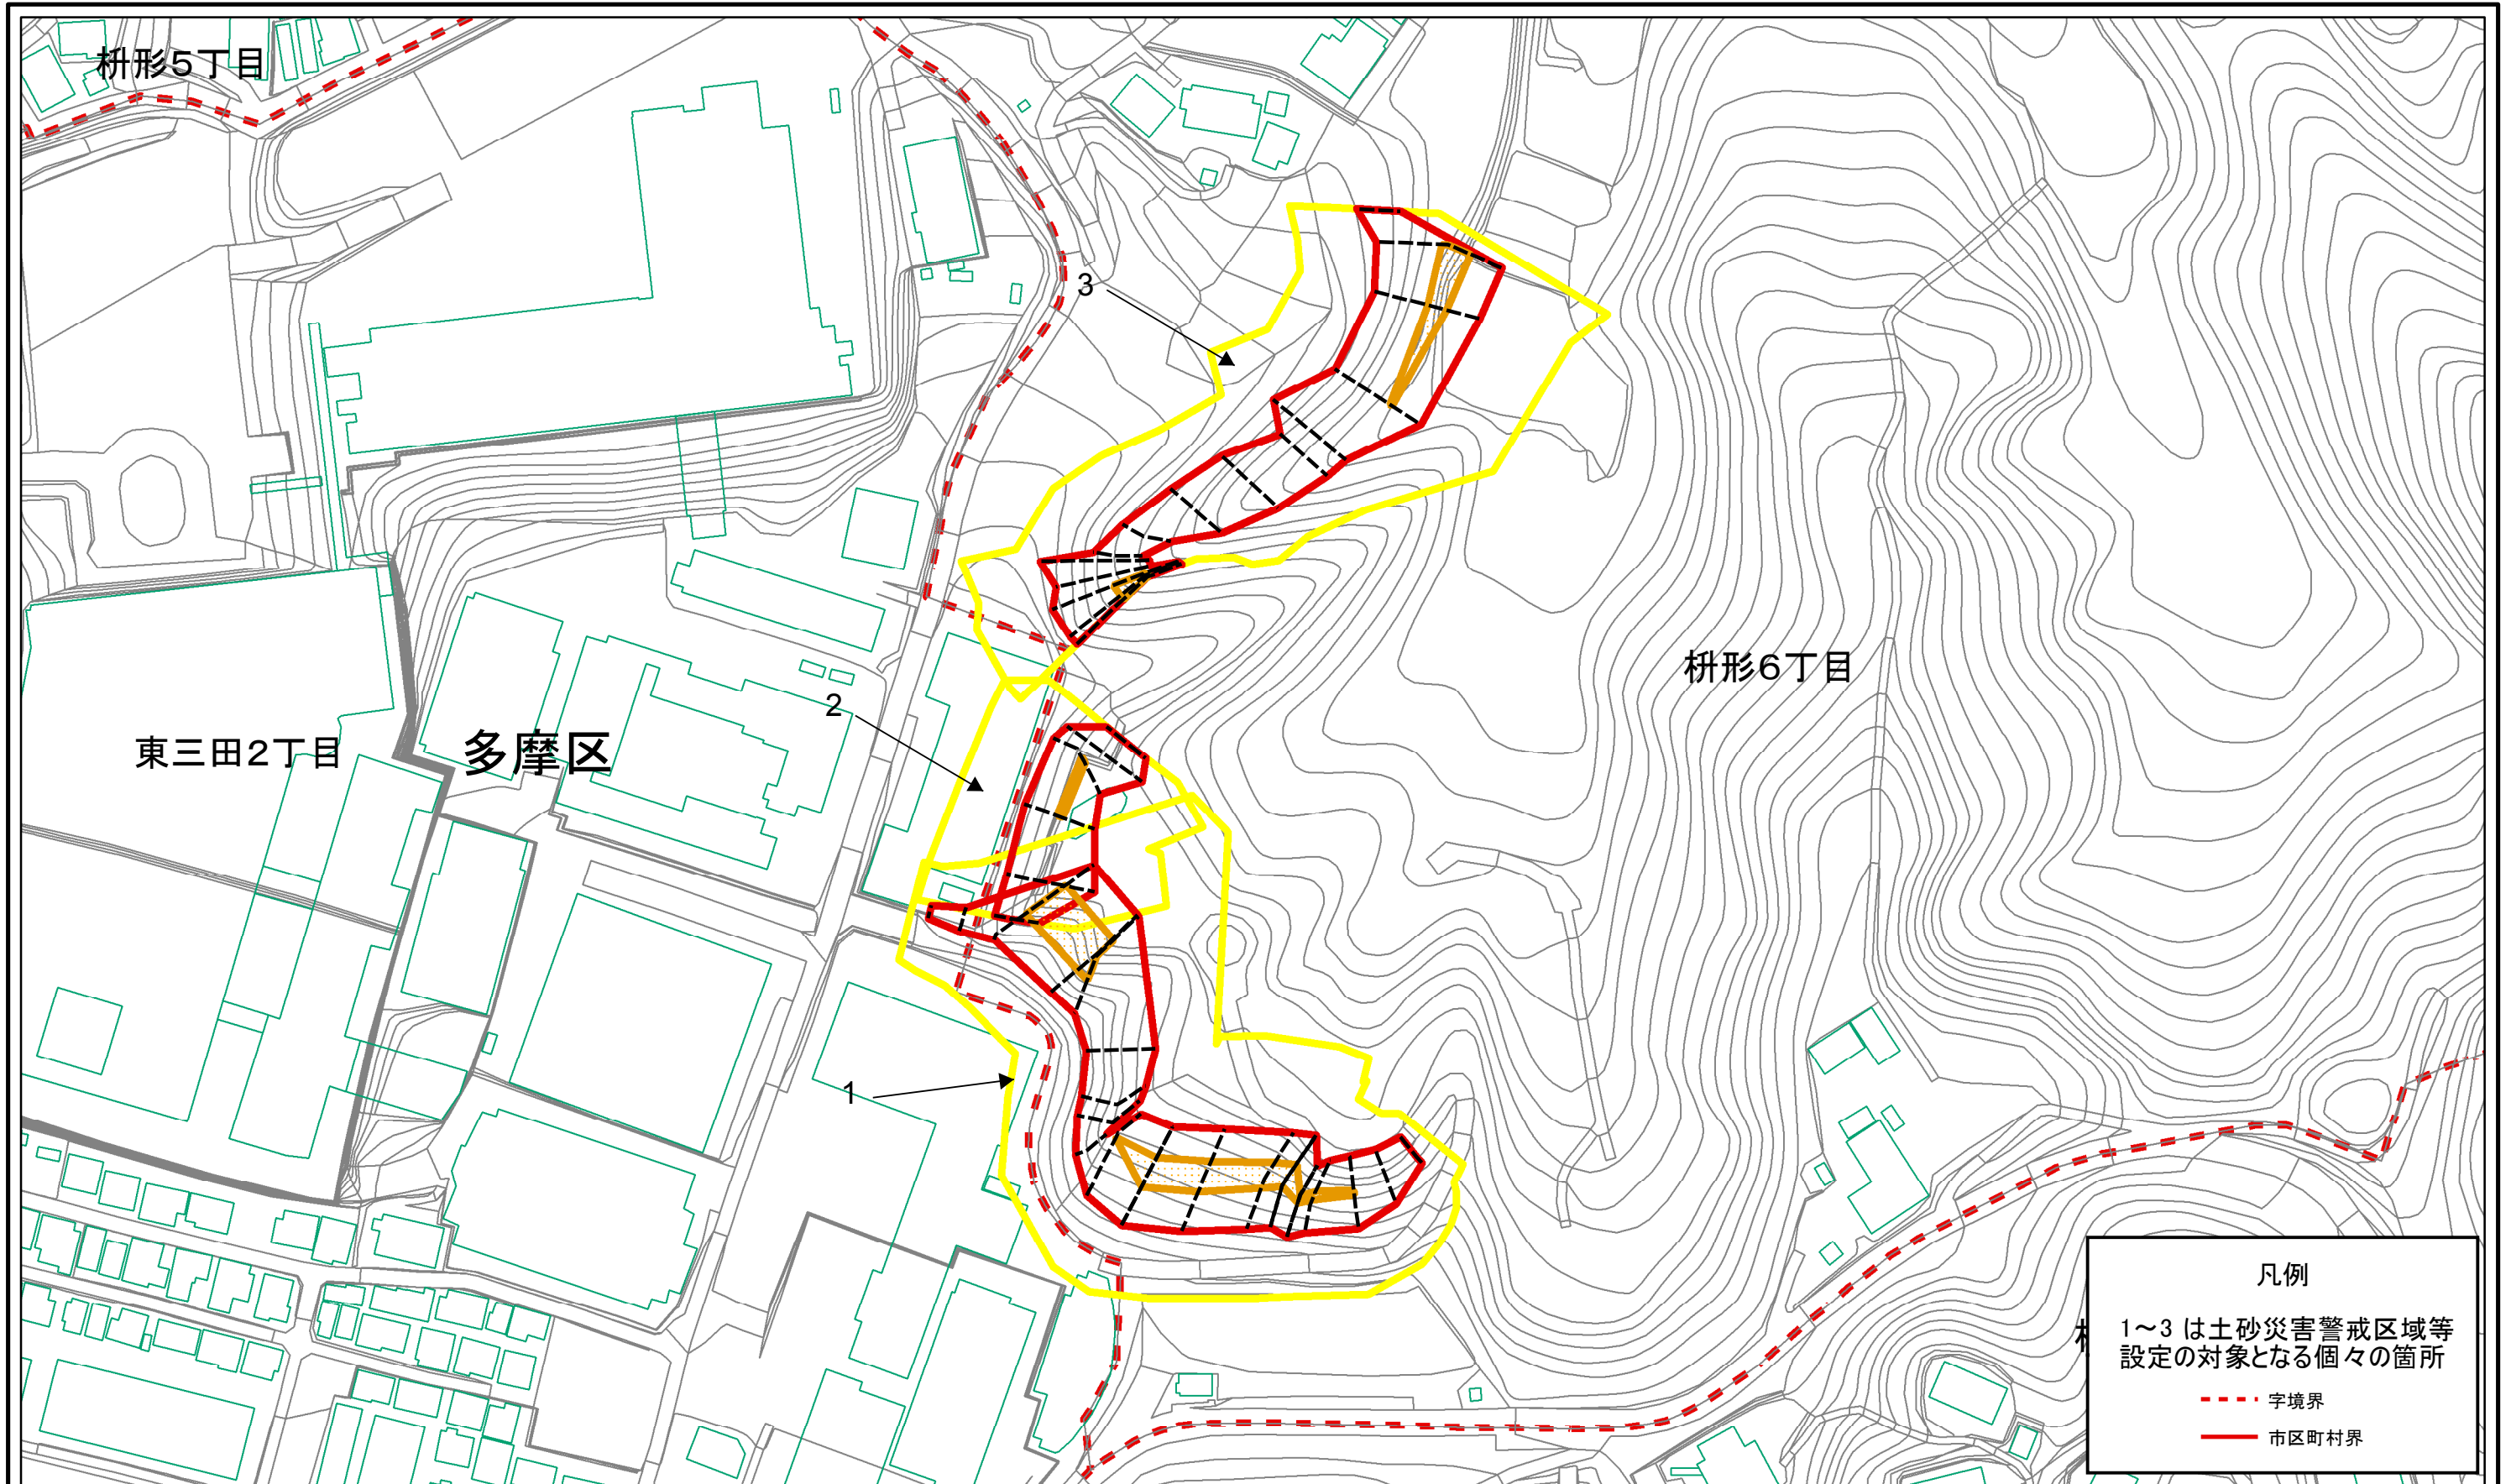 枡形5丁目
3
枡形6丁目
2
東三田2丁目
多摩区
1
凡例
1～3 は土砂災害警戒区域等
設定の対象となる個々の箇所
字境界
市区町村界